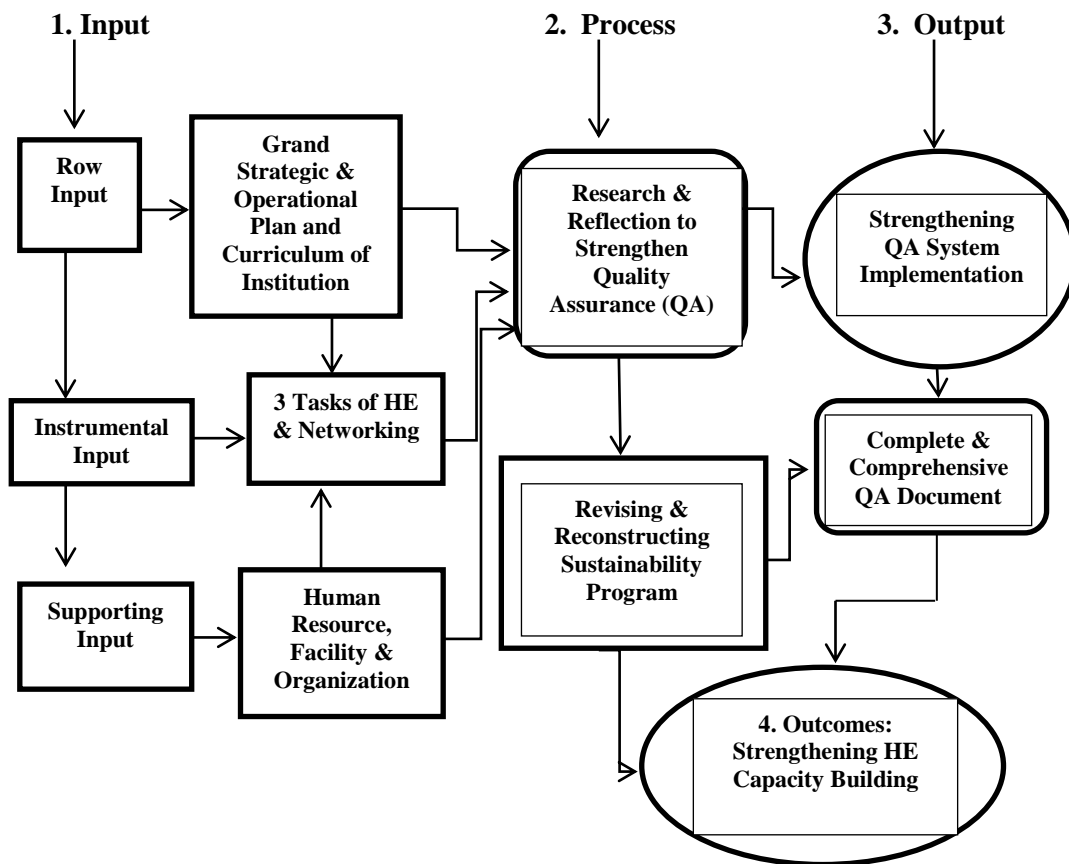 1. Input
2.  Process
3.  Output
Row
Input
Grand
Strategic &
Operational
Plan and
Curriculum of
Institution
Research &
Reflection to
Strengthen
Quality
Assurance (QA)
Strengthening
QA System
Implementation
Instrumental
Input
3 Tasks of HE
& Networking
Complete &
Comprehensive
QA Document
Revising &
Reconstructing
Sustainability
Program
Supporting
Input
Human
Resource,
Facility &
Organization
4. Outcomes:
Strengthening HE
Capacity Building